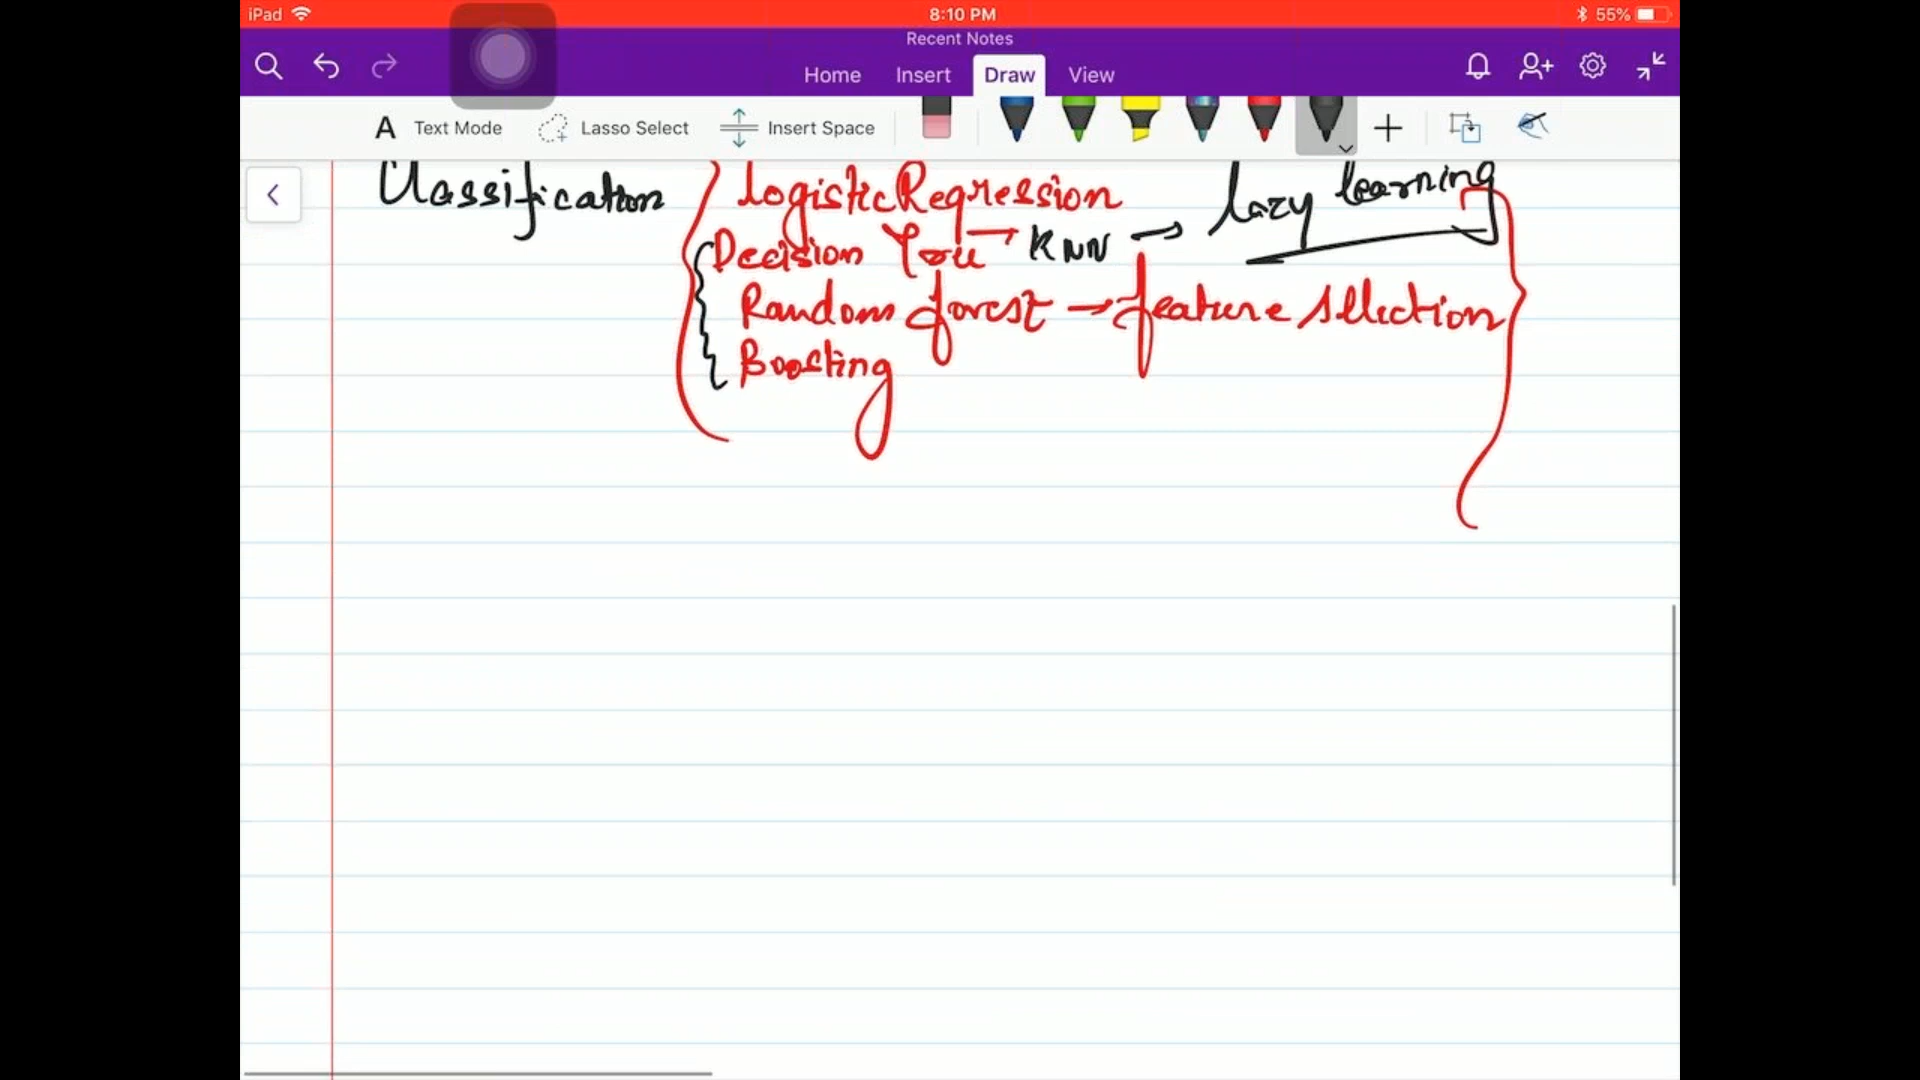 iPad 8:10 PM 55%
Recent Notes
Home Insert Draw View
A Text Mode Lasso Select Insert Space
Classification Logistic Regression lazy learning
Decision Tree → KNN →
Random forest → feature selection
Boosting